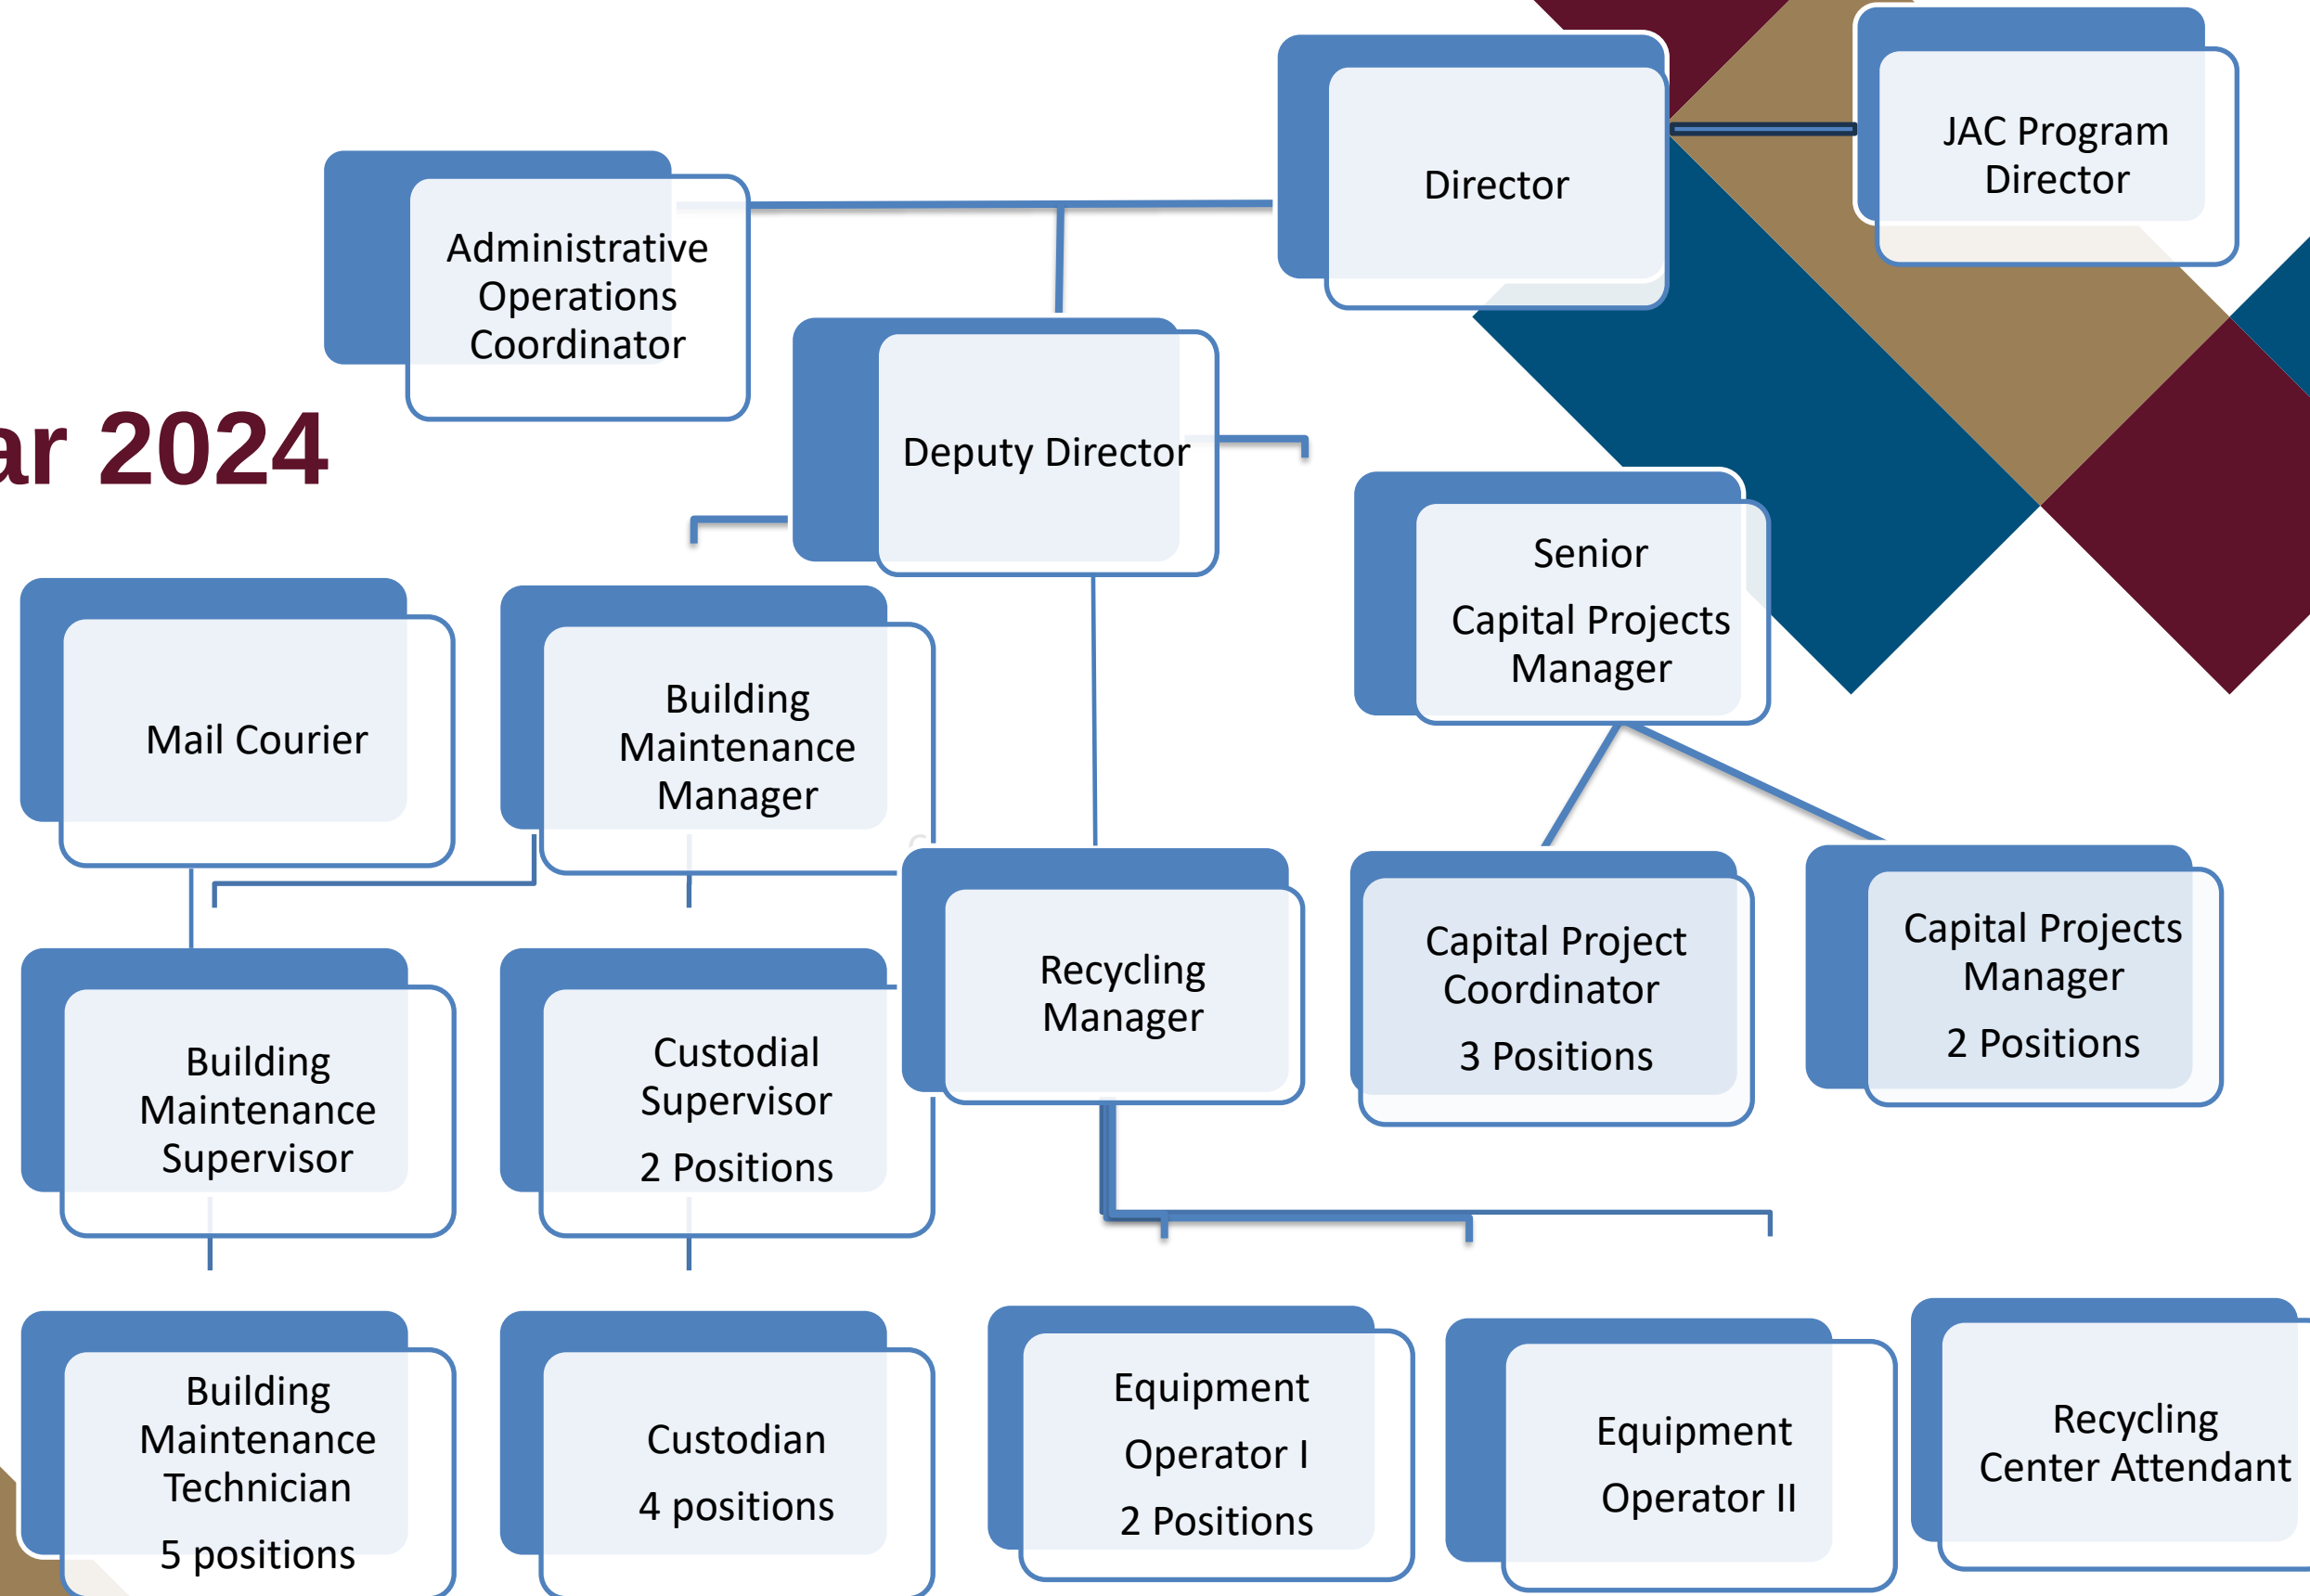 JAC Program
Director
Director
Administrative
Operations
Coordinator
Deputy Director
ar 2024
Senior
Capital Projects
Manager
Mail Courier
Building
Maintenance
Manager
Recycling
Manager
Capital Project
Coordinator
3 Positions
Capital Projects
Manager
2 Positions
Building
Maintenance
Supervisor
Custodial
Supervisor
2 Positions
Building
Maintenance
Technician
5 positions
Custodian
4 positions
Equipment
Operator I
2 Positions
Equipment
Operator II
Recycling
Center Attendant